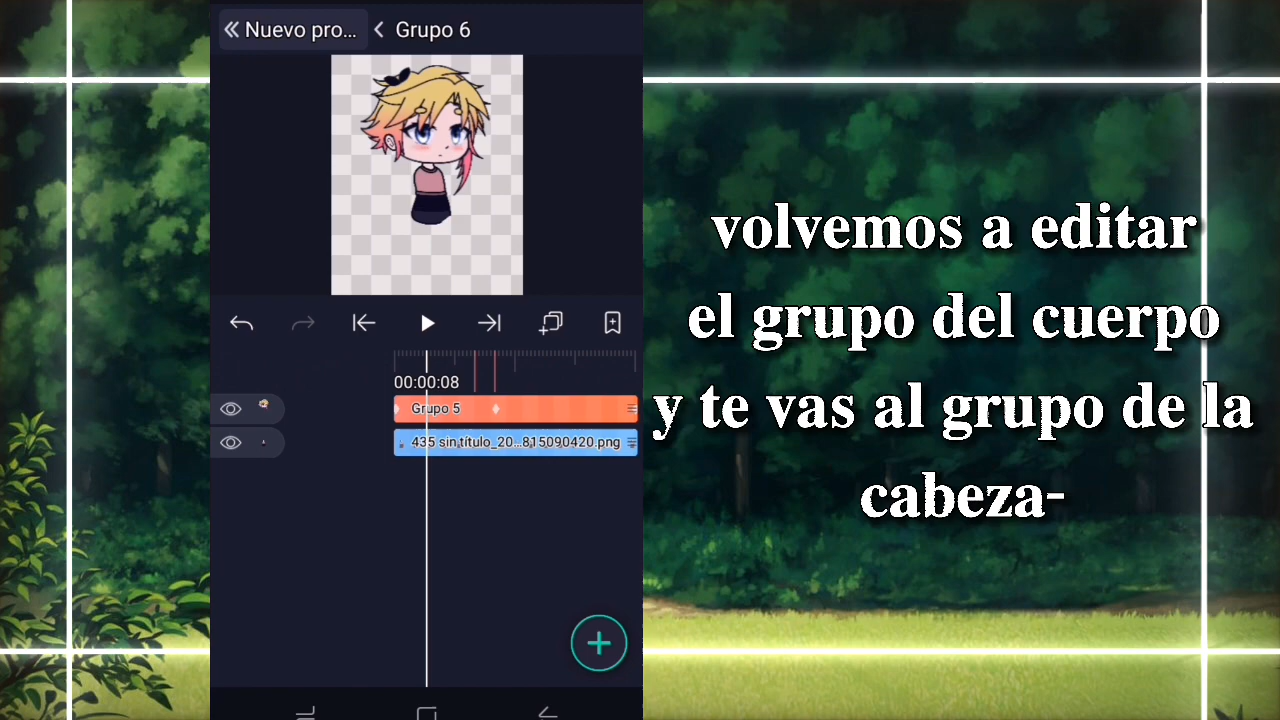 Nuevo pro... Grupo 6
volvemos a editar
el grupo del cuerpo
y te vas al grupo de la
cabeza-
00:00:08
Grupo 5
435 sin título_20...815090420.png